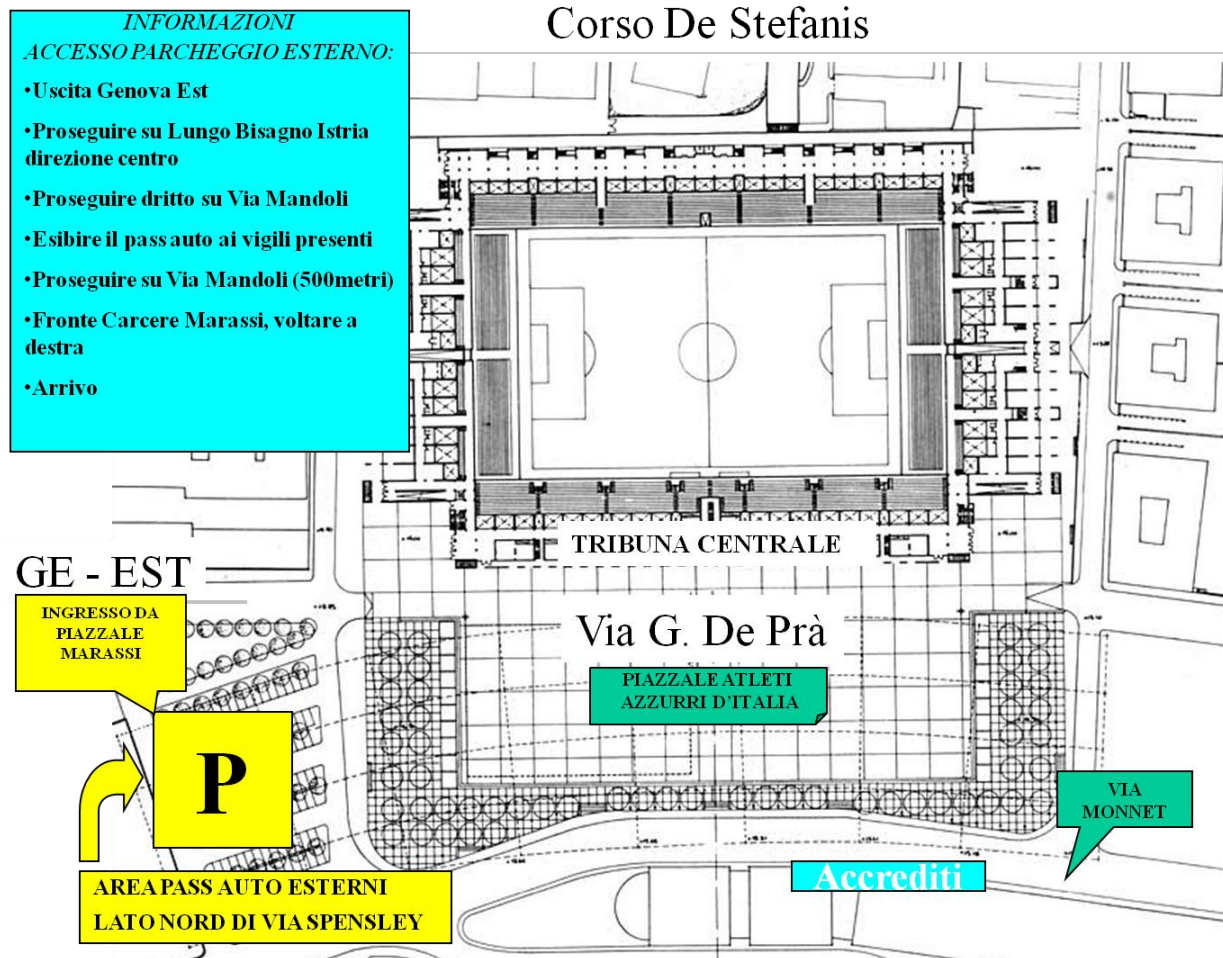 INFORMAZIONI
ACCESSO PARCHEGGIO ESTERNO:
•Uscita Genova Est
•Proseguire su Lungo Bisagno Istria
direzione centro
•Proseguire dritto su Via Mandoli
•Esibire il pass auto ai vigili presenti
•Proseguire su Via Mandoli (500metri)
•Fronte Carcere Marassi, voltare a
destra
•Arrivo
Corso De Stefanis
TRIBUNA CENTRALE
GE - EST
INGRESSO DA
PIAZZALE
MARASSI
Via G. De Prà
PIAZZALE ATLETI
AZZURRI D'ITALIA
P
VIA
MONNET
Accrediti
AREA PASS AUTO ESTERNI
LATO NORD DI VIA SPENSLEY